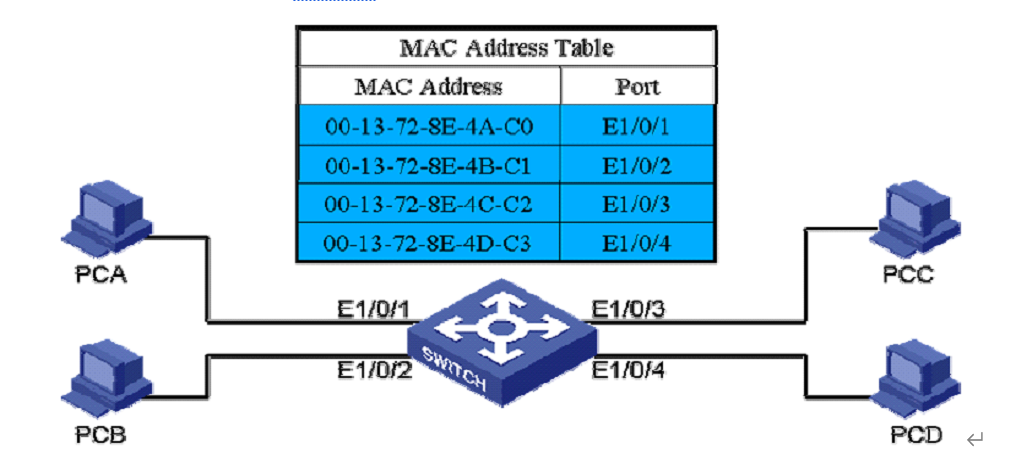 MAC Address Table
MAC Address Port
00-13-72-8E-4A-C0 E1/0/1
00-13-72-8E-4B-C1 E1/0/2
00-13-72-8E-4C-C2 E1/0/3
00-13-72-8E-4D-C3 E1/0/4
PCA PCC
E1/0/1 E1/0/3
E1/0/2 SWITCH E1/0/4
PCB PCD